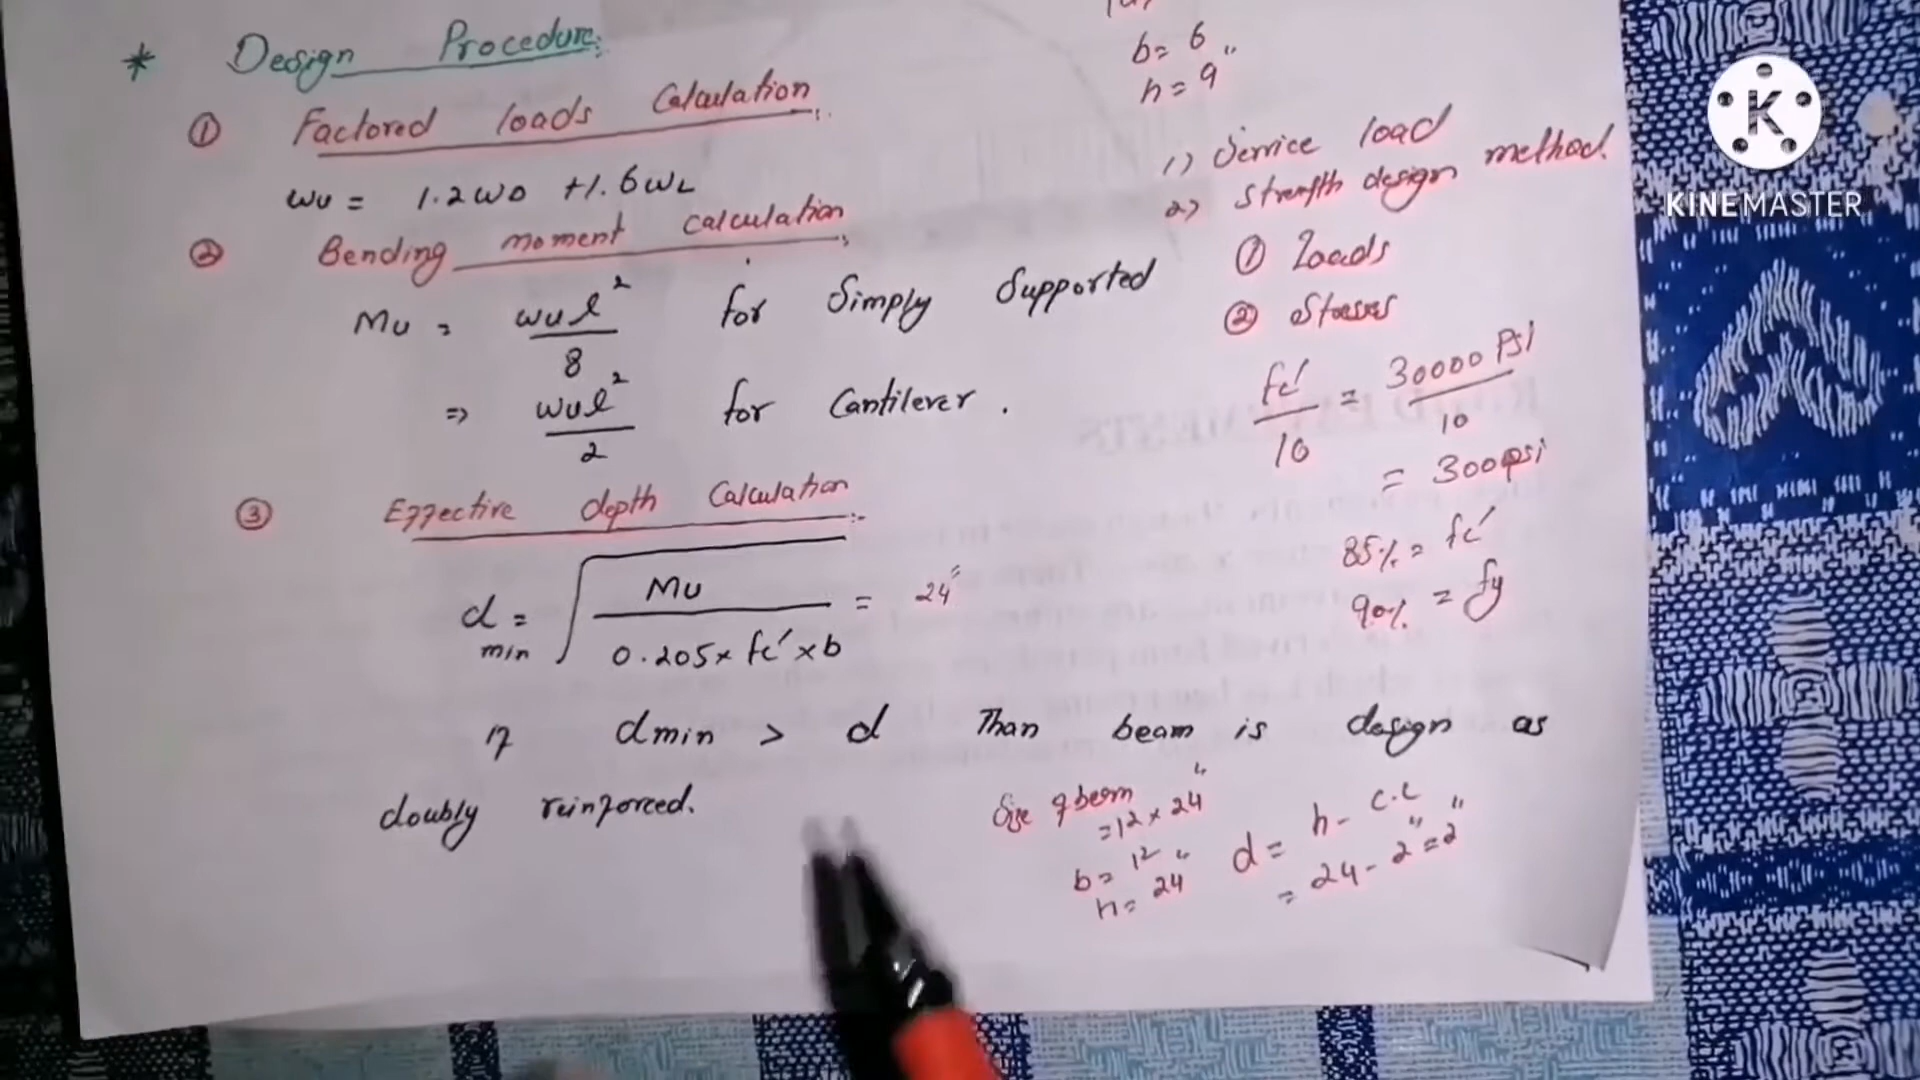 * Design Procedure:
① Factored loads Calculation :.
wu = 1.2wD + 1.6wL
② Bending moment calculation :
Mu = wul² / 8 for Simply Supported
⇒ wul² / 2 for Cantilever .
③ Effective depth Calculation :-
d min = √ Mu / 0.205 x fc' x b = 24"
If dmin > d Than beam is design as
doubly reinforced.
b = 6"
h = 9
1) Service load
2) Strength design method.
① Loads
② Stresses
fc' / 10 = 30000 PSI / 10
= 300 psi
85% = fc'
90% = fy
Size of beam
= 12 x 24"
b = 12"
h = 24
d = h - c.c
= 24 - 2" = 2"
KINEMASTER